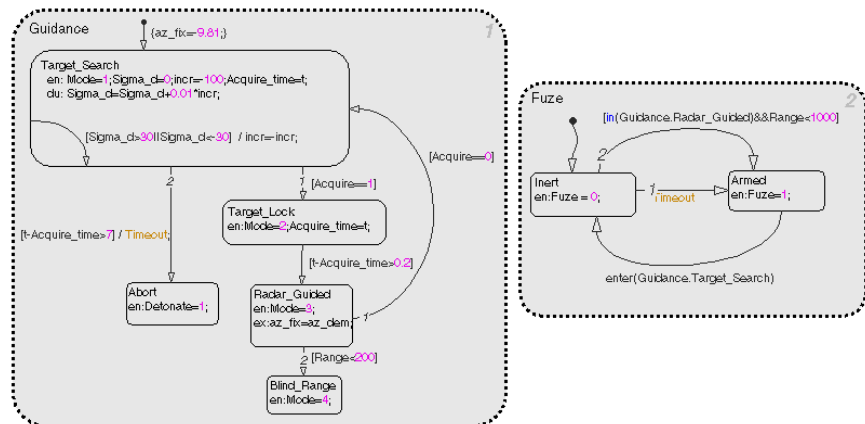 Guidance
1
{az_fix=-9.81;}
Target_Search
en: Mode=1;Sigma_d=0;incr=-100;Acquire_time=t;
du: Sigma_d=Sigma_d+0.01*incr;
[Sigma_d>30||Sigma_d<-30] / incr=-incr;
2
1
[Acquire==1]
[Acquire==0]
Target_Lock
en:Mode=2;Acquire_time=t;
[t-Acquire_time>7] / Timeout;
[t-Acquire_time>0.2]
Abort
en:Detonate=1;
Radar_Guided
en:Mode=3;
ex:az_fix=az_dem;
1
2
[Range<200]
Blind_Range
en:Mode=4;
Fuze
2
[in(Guidance.Radar_Guided)&&Range<1000]
2
Inert
en:Fuze = 0;
1
Timeout
Armed
en:Fuze=1;
enter(Guidance.Target_Search)